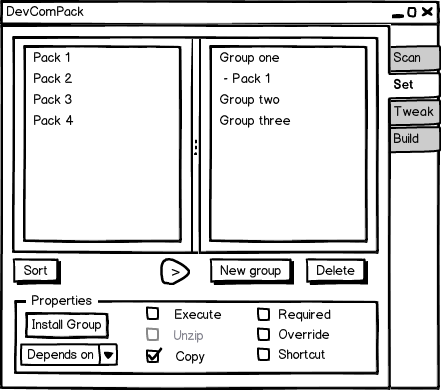 DevComPack
Scan
Set
Tweak
Build
Pack 1
Pack 2
Pack 3
Pack 4
Group one
- Pack 1
Group two
Group three
Sort
>
New group
Delete
Properties
Install Group
Depends on
Execute
Unzip
Copy
Required
Override
Shortcut